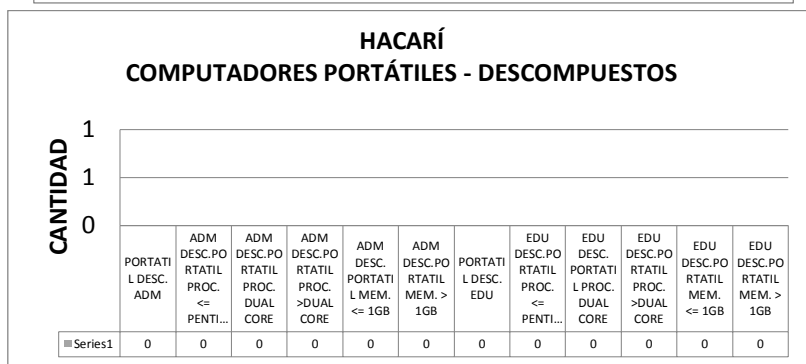 HACARÍ
COMPUTADORES PORTÁTILES - DESCOMPUESTOS
CANTIDAD
1
1
0
PORTATI
L DESC.
ADM
ADM
DESC.PO
RTATIL
PROC.
<=
PENTI...
ADM
DESC.PO
RTATIL
PROC.
DUAL
CORE
ADM
DESC.PO
RTATIL
PROC.
>DUAL
CORE
ADM
DESC.
PORTATI
L MEM.
<= 1GB
ADM
DESC.PO
RTATIL
MEM. >
1GB
PORTATI
L DESC.
EDU
EDU
DESC.PO
RTATIL
PROC.
<=
PENTI...
EDU
DESC.
PORTATI
L PROC.
DUAL
CORE
EDU
DESC.PO
RTATIL
PROC.
>DUAL
CORE
EDU
DESC.PO
RTATIL
MEM.
<= 1GB
EDU
DESC.PO
RTATIL
MEM. >
1GB
Series1 0 0 0 0 0 0 0 0 0 0 0 0